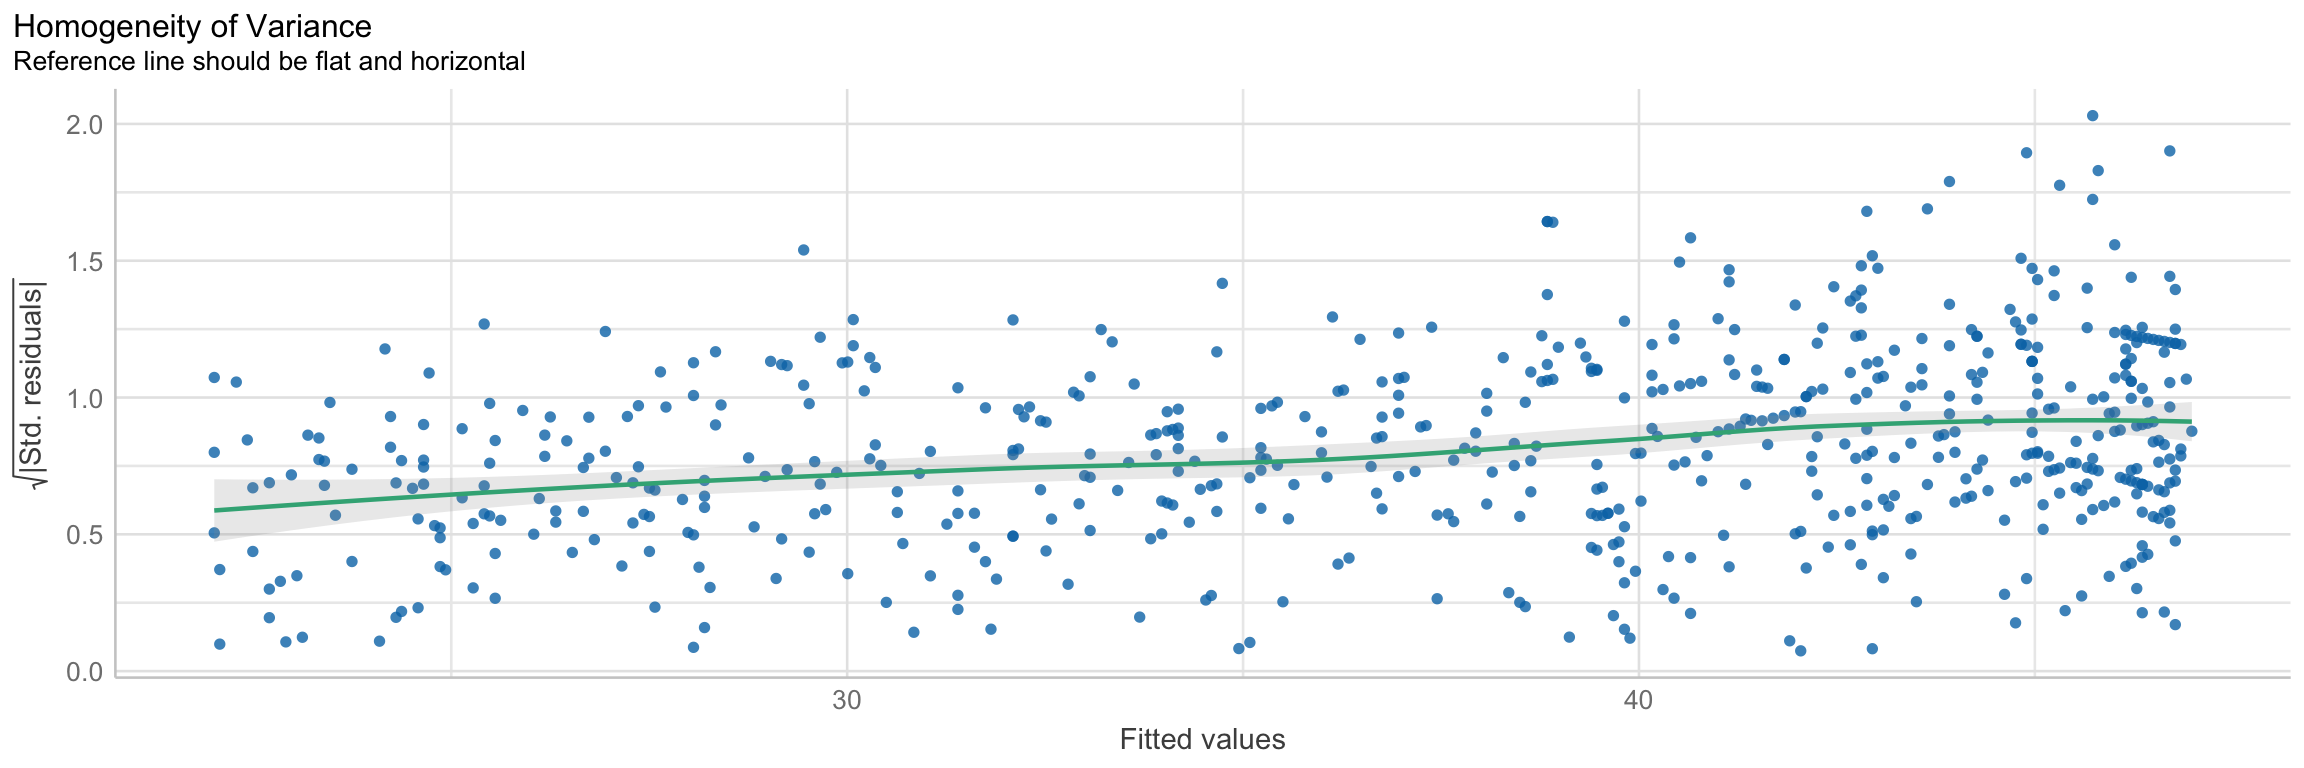 Homogeneity of Variance
Reference line should be flat and horizontal
2.0
1.5
1.0
0.5
0.0
√|Std. residuals|
30
40
Fitted values